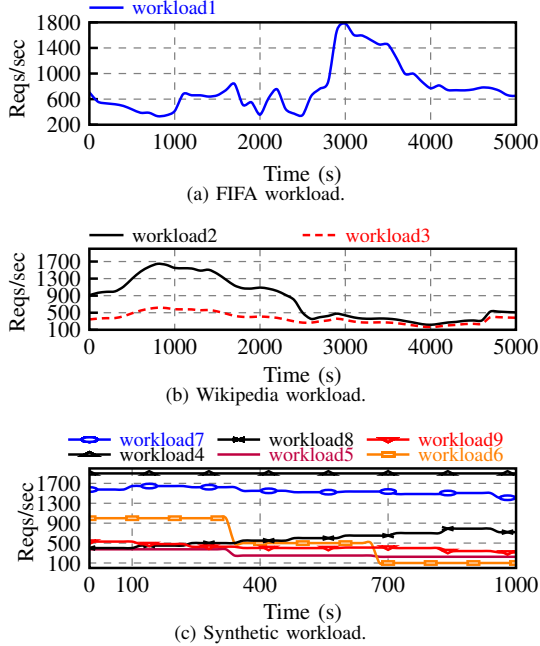 workload1
Reqs/sec
1800
1400
1000
600
200
0 1000 2000 3000 4000 5000
Time (s)
(a) FIFA workload.
workload2 workload3
Reqs/sec
1700
1300
900
500
100
0 1000 2000 3000 4000 5000
Time (s)
(b) Wikipedia workload.
workload7 workload8 workload9
workload4 workload5 workload6
Reqs/sec
1700
1300
900
500
100
0 100 400 700 1000
Time (s)
(c) Synthetic workload.